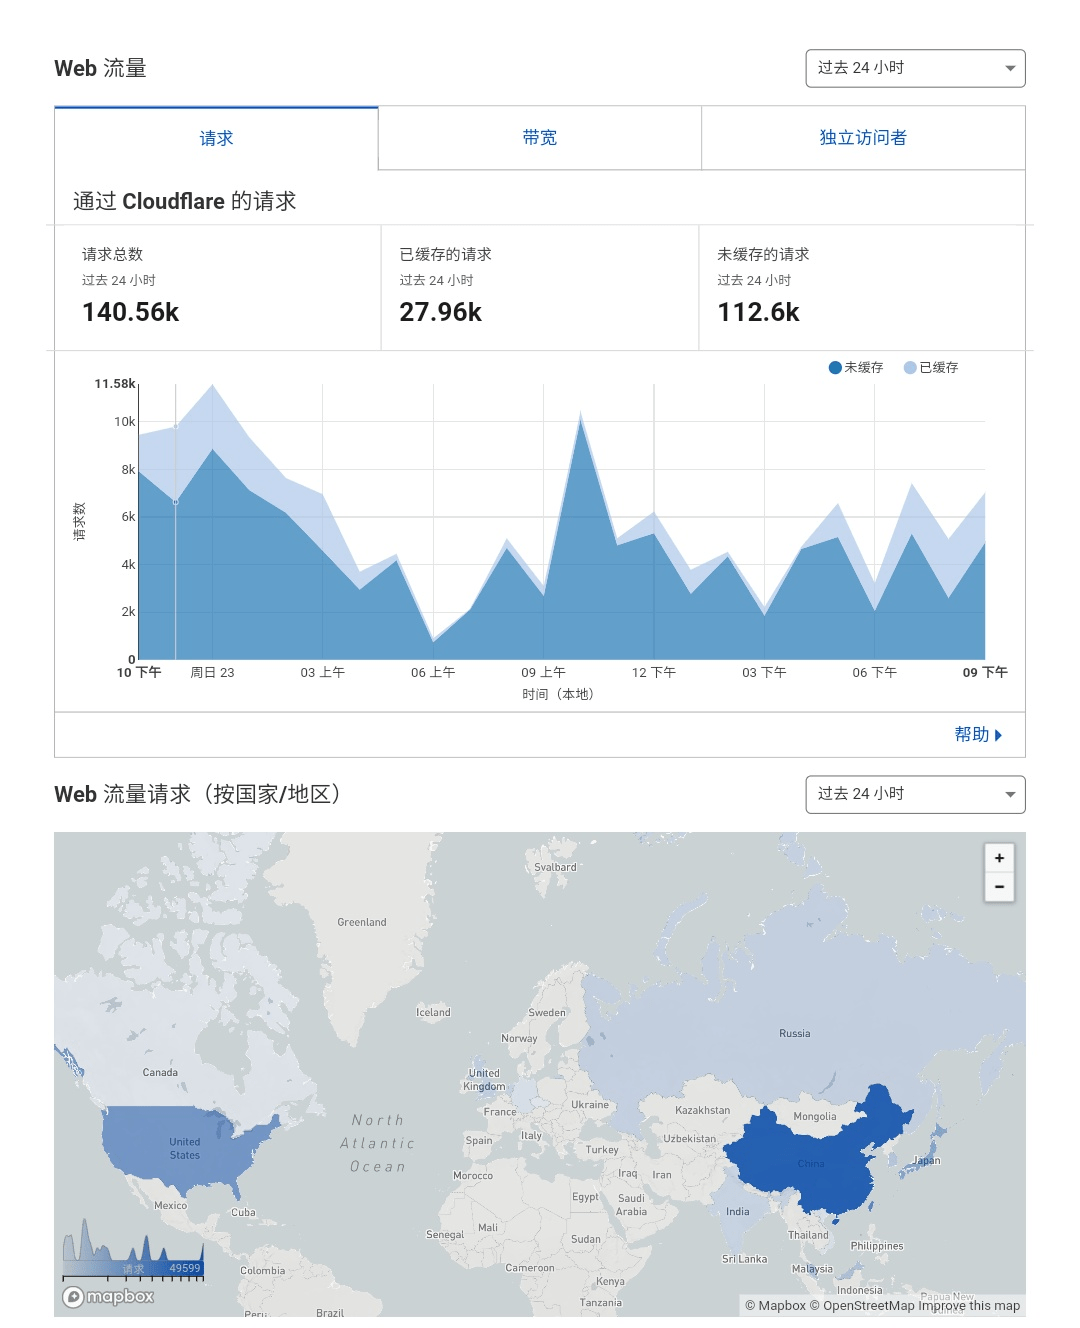 Web 流量
过去 24 小时
请求
带宽
独立访问者
通过 Cloudflare 的请求
请求总数
过去 24 小时
140.56k
已缓存的请求
过去 24 小时
27.96k
未缓存的请求
过去 24 小时
112.6k
未缓存
已缓存
11.58k
10k
8k
6k
4k
2k
0
请求数
10 下午
周日 23
03 上午
06 上午
09 上午
12 下午
03 下午
06 下午
09 下午
时间（本地）
帮助
Web 流量请求（按国家/地区）
过去 24 小时
+
−
Svalbard
Greenland
Iceland
Sweden
Norway
Russia
Canada
United
Kingdom
Ukraine
Kazakhstan
Mongolia
France
North
Atlantic
Ocean
United
States
Spain
Italy
Uzbekistan
Turkey
China
Japan
Morocco
Iraq
Iran
Mexico
Cuba
Egypt
Saudi
Arabia
India
Senegal
Mali
Sudan
Thailand
Philippines
Sri Lanka
Malaysia
Colombia
Cameroon
Kenya
Indonesia
Papua New
Guinea
Tanzania
Peru
Brazil
请求
49599
mapbox
© Mapbox © OpenStreetMap Improve this map